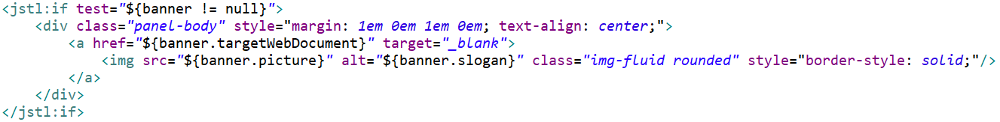 <jstl:if test="${banner != null}">
    <div class="panel-body" style="margin: 1em 0em 1em 0em; text-align: center;">
        <a href="${banner.targetWebDocument}" target="_blank">
            <img src="${banner.picture}" alt="${banner.slogan}" class="img-fluid rounded" style="border-style: solid;"/>
        </a>
    </div>
</jstl:if>